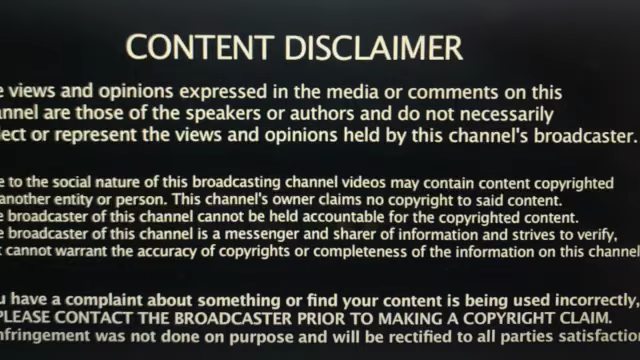 CONTENT DISCLAIMER
views and opinions expressed in the media or comments on this
are those of the speakers or authors and do not necessarily
or represent the views and opinions held by this channel's broadcaster.
to the social nature of this broadcasting channel videos may contain content copyrighted
another entity or person. This channel's owner claims no copyright to said content.
broadcaster of this channel cannot be held accountable for the copyrighted content.
broadcaster of this channel is a messenger and sharer of information and strives to verify,
cannot warrant the accuracy of copyrights or completeness of the information on this channel
have a complaint about something or find your content is being used incorrectly,
PLEASE CONTACT THE BROADCASTER PRIOR TO MAKING A COPYRIGHT CLAIM.
nfringement was not done on purpose and will be rectified to all parties satisfactio